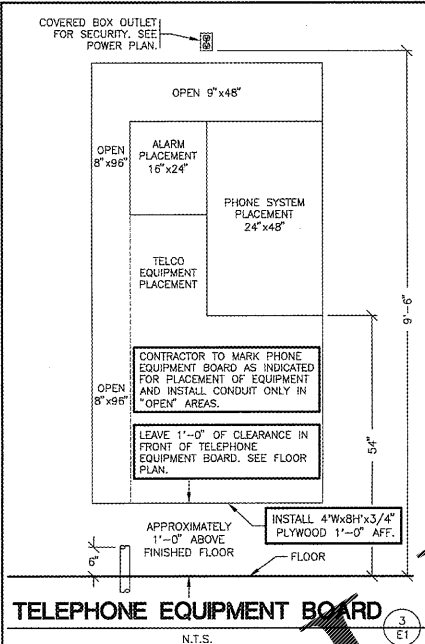 COVERED BOX OUTLET
FOR SECURITY. SEE
POWER PLAN.
OPEN 9"x48"
OPEN
8"x96"
ALARM
PLACEMENT
16"x24"
PHONE SYSTEM
PLACEMENT
24"x48"
TELCO
EQUIPMENT
PLACEMENT
9'-6"
CONTRACTOR TO MARK PHONE
EQUIPMENT BOARD AS INDICATED
FOR PLACEMENT OF EQUIPMENT
AND INSTALL CONDUIT ONLY IN
"OPEN" AREAS.
OPEN
8"x96"
54"
LEAVE 1'-0" OF CLEARANCE IN
FRONT OF TELEPHONE
EQUIPMENT BOARD. SEE FLOOR
PLAN.
INSTALL 4'Wx8H'x3/4"
PLYWOOD 1'-0" AFF.
APPROXIMATELY
1'-0" ABOVE
FINISHED FLOOR
6"
FLOOR
TELEPHONE EQUIPMENT BOARD
3
E1
N.T.S.